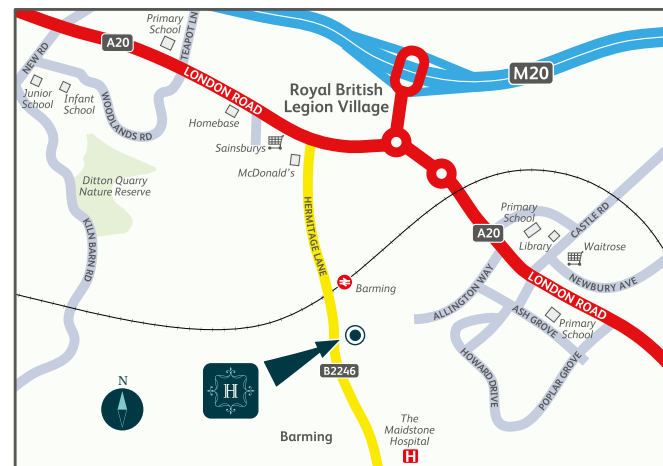 Primary
School
A20
TEAPOT LN
NEW RD
M20
Royal British
Legion Village
LONDON ROAD
Junior
School
Infant
School
WOODLANDS RD
Homebase
Sainsburys
McDonald's
Ditton Quarry
Nature Reserve
HERMITAGE LANE
KILN BARN RD
Primary
School
CASTLE RD
A20
Library
Waitrose
NEWBURY AVE
Barming
ALLINGTON WAY
LONDON ROAD
ASH GROVE
Primary
School
HOWARD DRIVE
POPLAR GROVE
B2246
N
H
Barming
The
Maidstone
Hospital
H